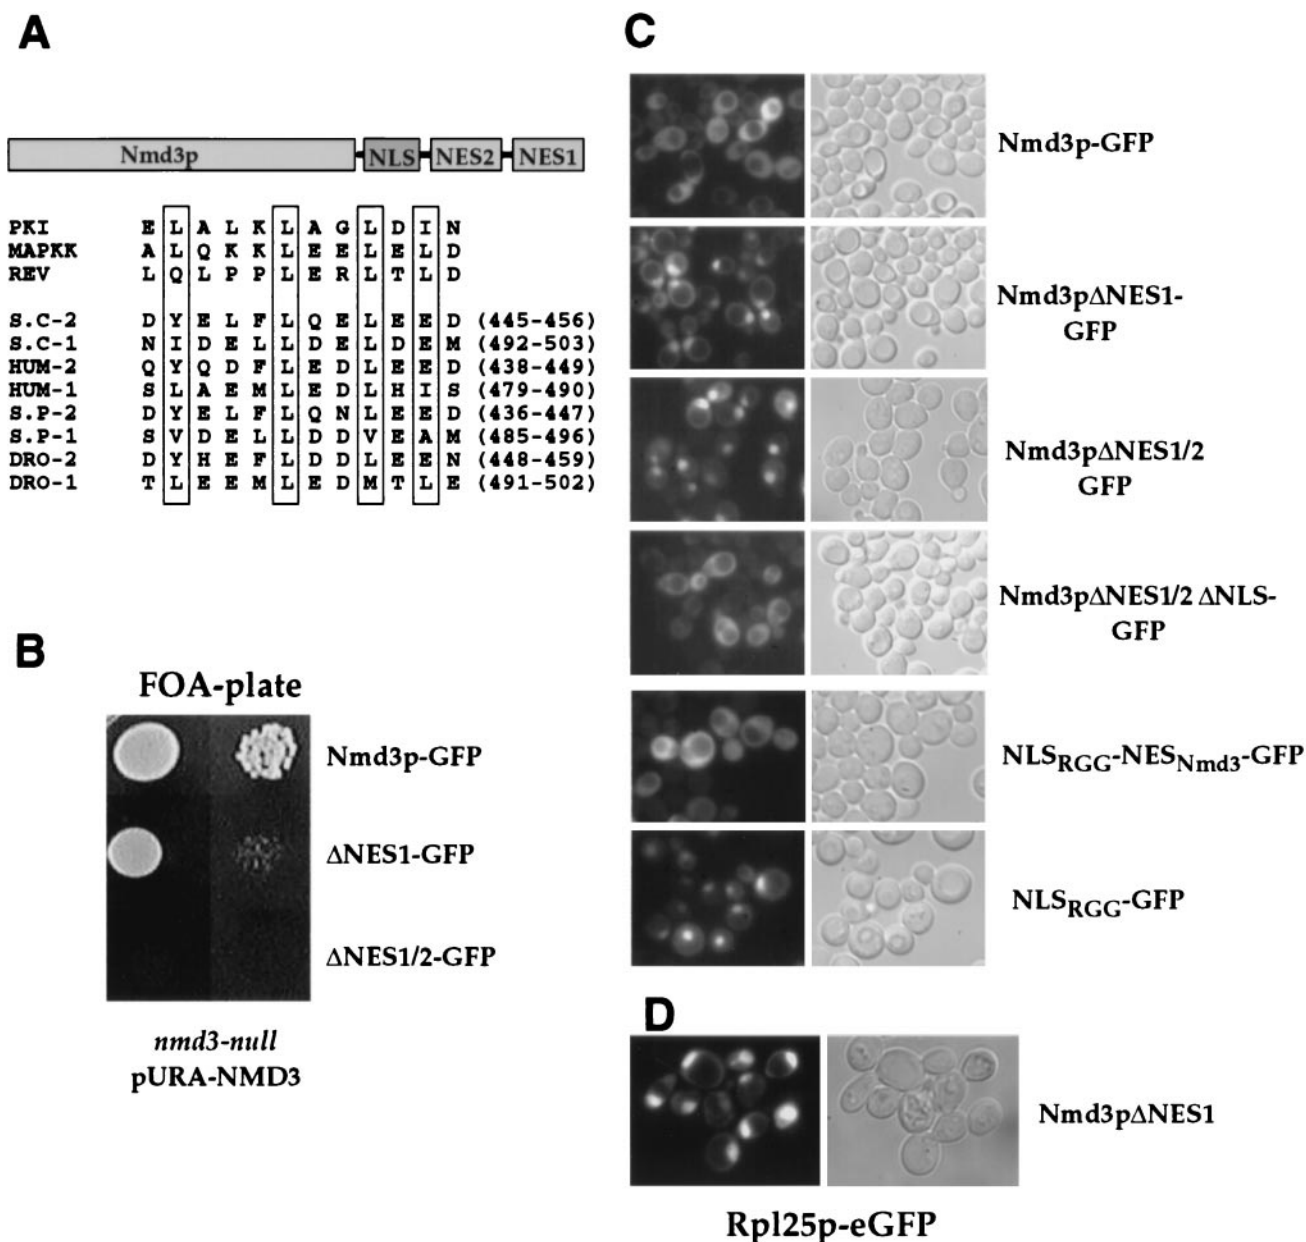 A
Nmd3p NLS NES2 NES1
PKI E L A L K L A G L D I N
MAPKK A L Q K K L E E L E L D
REV L Q L P P L E R L T L D
S.C-2 D Y E L F L Q E L E E D (445-456)
S.C-1 N I D E L L D E L D E M (492-503)
HUM-2 Q Y Q D F L E D L E E D (438-449)
HUM-1 S L A E M L E D L H I S (479-490)
S.P-2 D Y E L F L Q N L E E D (436-447)
S.P-1 S V D E L L D D V E A M (485-496)
DRO-2 D Y H E F L D D L E E N (448-459)
DRO-1 T L E E M L E D M T L E (491-502)
B
FOA-plate
Nmd3p-GFP
ΔNES1-GFP
ΔNES1/2-GFP
nmd3-null
pURA-NMD3
C
Nmd3p-GFP
Nmd3pΔNES1-
GFP
Nmd3pΔNES1/2
GFP
Nmd3pΔNES1/2 ΔNLS-
GFP
NLSRGG-NESNmd3-GFP
NLSRGG-GFP
D
Nmd3pΔNES1
Rpl25p-eGFP